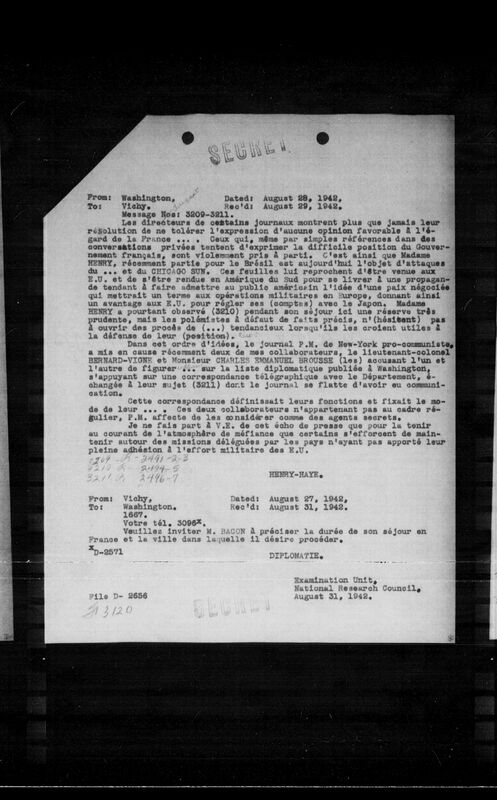 SECRET
From: Washington, Dated: August 28, 1942.
To: Vichy. August Rec'd: August 29, 1942.
Message Nos: 3209-3211.
Les directeurs de certains journaux montrent plus que jamais leur
résolution de ne tolérer l'expression d'aucune opinion favorable à l'é-
gard de la France ... . Ceux qui, même par simples références dans des
conversations privées tentent d'exprimer la difficile position du Gouver-
nement français, sont violement pris à parti. C'est ainsi que Madame
HENRY, récemment partie pour le Brésil est aujourd'hui l'objet d'attaques
du ... et du CHICAGO SUN. Ces feuilles lui reprochent d'être venue aux
E.U. et de s'être rendue en Amérique du Sud pour se livrer à une propagan-
de tendant à faire admettre au public américain l'idée d'une paix négociée
qui mettrait un terme aux opérations militaires en Europe, donnant ainsi
un avantage aux E.U. pour régler ses (comptes) avec le Japon. Madame
HENRY a pourtant observé (3210) pendant son séjour ici une réserve très
prudente, mais les polémistes à défaut de faits précis, n'(hésitent) pas
à ouvrir des procès de (...) tendancieux lorsqu'ils les croient utiles à
la défense de leur (position).
Dans cet ordre d'idées, le journal P.M. de New-York pro-communiste,
a mis en cause récemment deux de mes collaborateurs, le lieutenant-colonel
BERNARD-VIGNE et Monsieur CHARLES EMMANUEL BROUSSE (les) accusant l'un et
l'autre de figurer ... sur la liste diplomatique publiée à Washington,
s'appuyant sur une correspondance télégraphique avec le Département, é-
changée à leur sujet (3211) dont le journal se flatte d'avoir eu communi-
cation.
Cette correspondance définissait leurs fonctions et fixait le mo-
de de leur ... . Ces deux collaborateurs n'appartenant pas au cadre ré-
gulier, P.M. affecte de les considérer comme des agents secrets.
Je ne fais part à V.E. de cet écho de presse que pour la tenir
au courant de l'atmosphère de méfiance que certains s'efforcent de main-
tenir autour des missions déléguées par les pays n'ayant pas apporté leur
pleine adhésion à l'effort militaire des E.U.
3209 2491-2-3
3210 2494-5
3211 2496-7
HENRY-HAYE.
From: Vichy, Dated: August 27, 1942.
To: Washington. Rec'd: August 31, 1942.
1667.
Votre tél. 3096x.
Veuillez inviter M. BACON à préciser la durée de son séjour en
France et la ville dans laquelle il désire procéder.
xD-2571
DIPLOMATIE.
Examination Unit,
National Research Council,
File D- 2656 August 31, 1942.
3120
SECRET